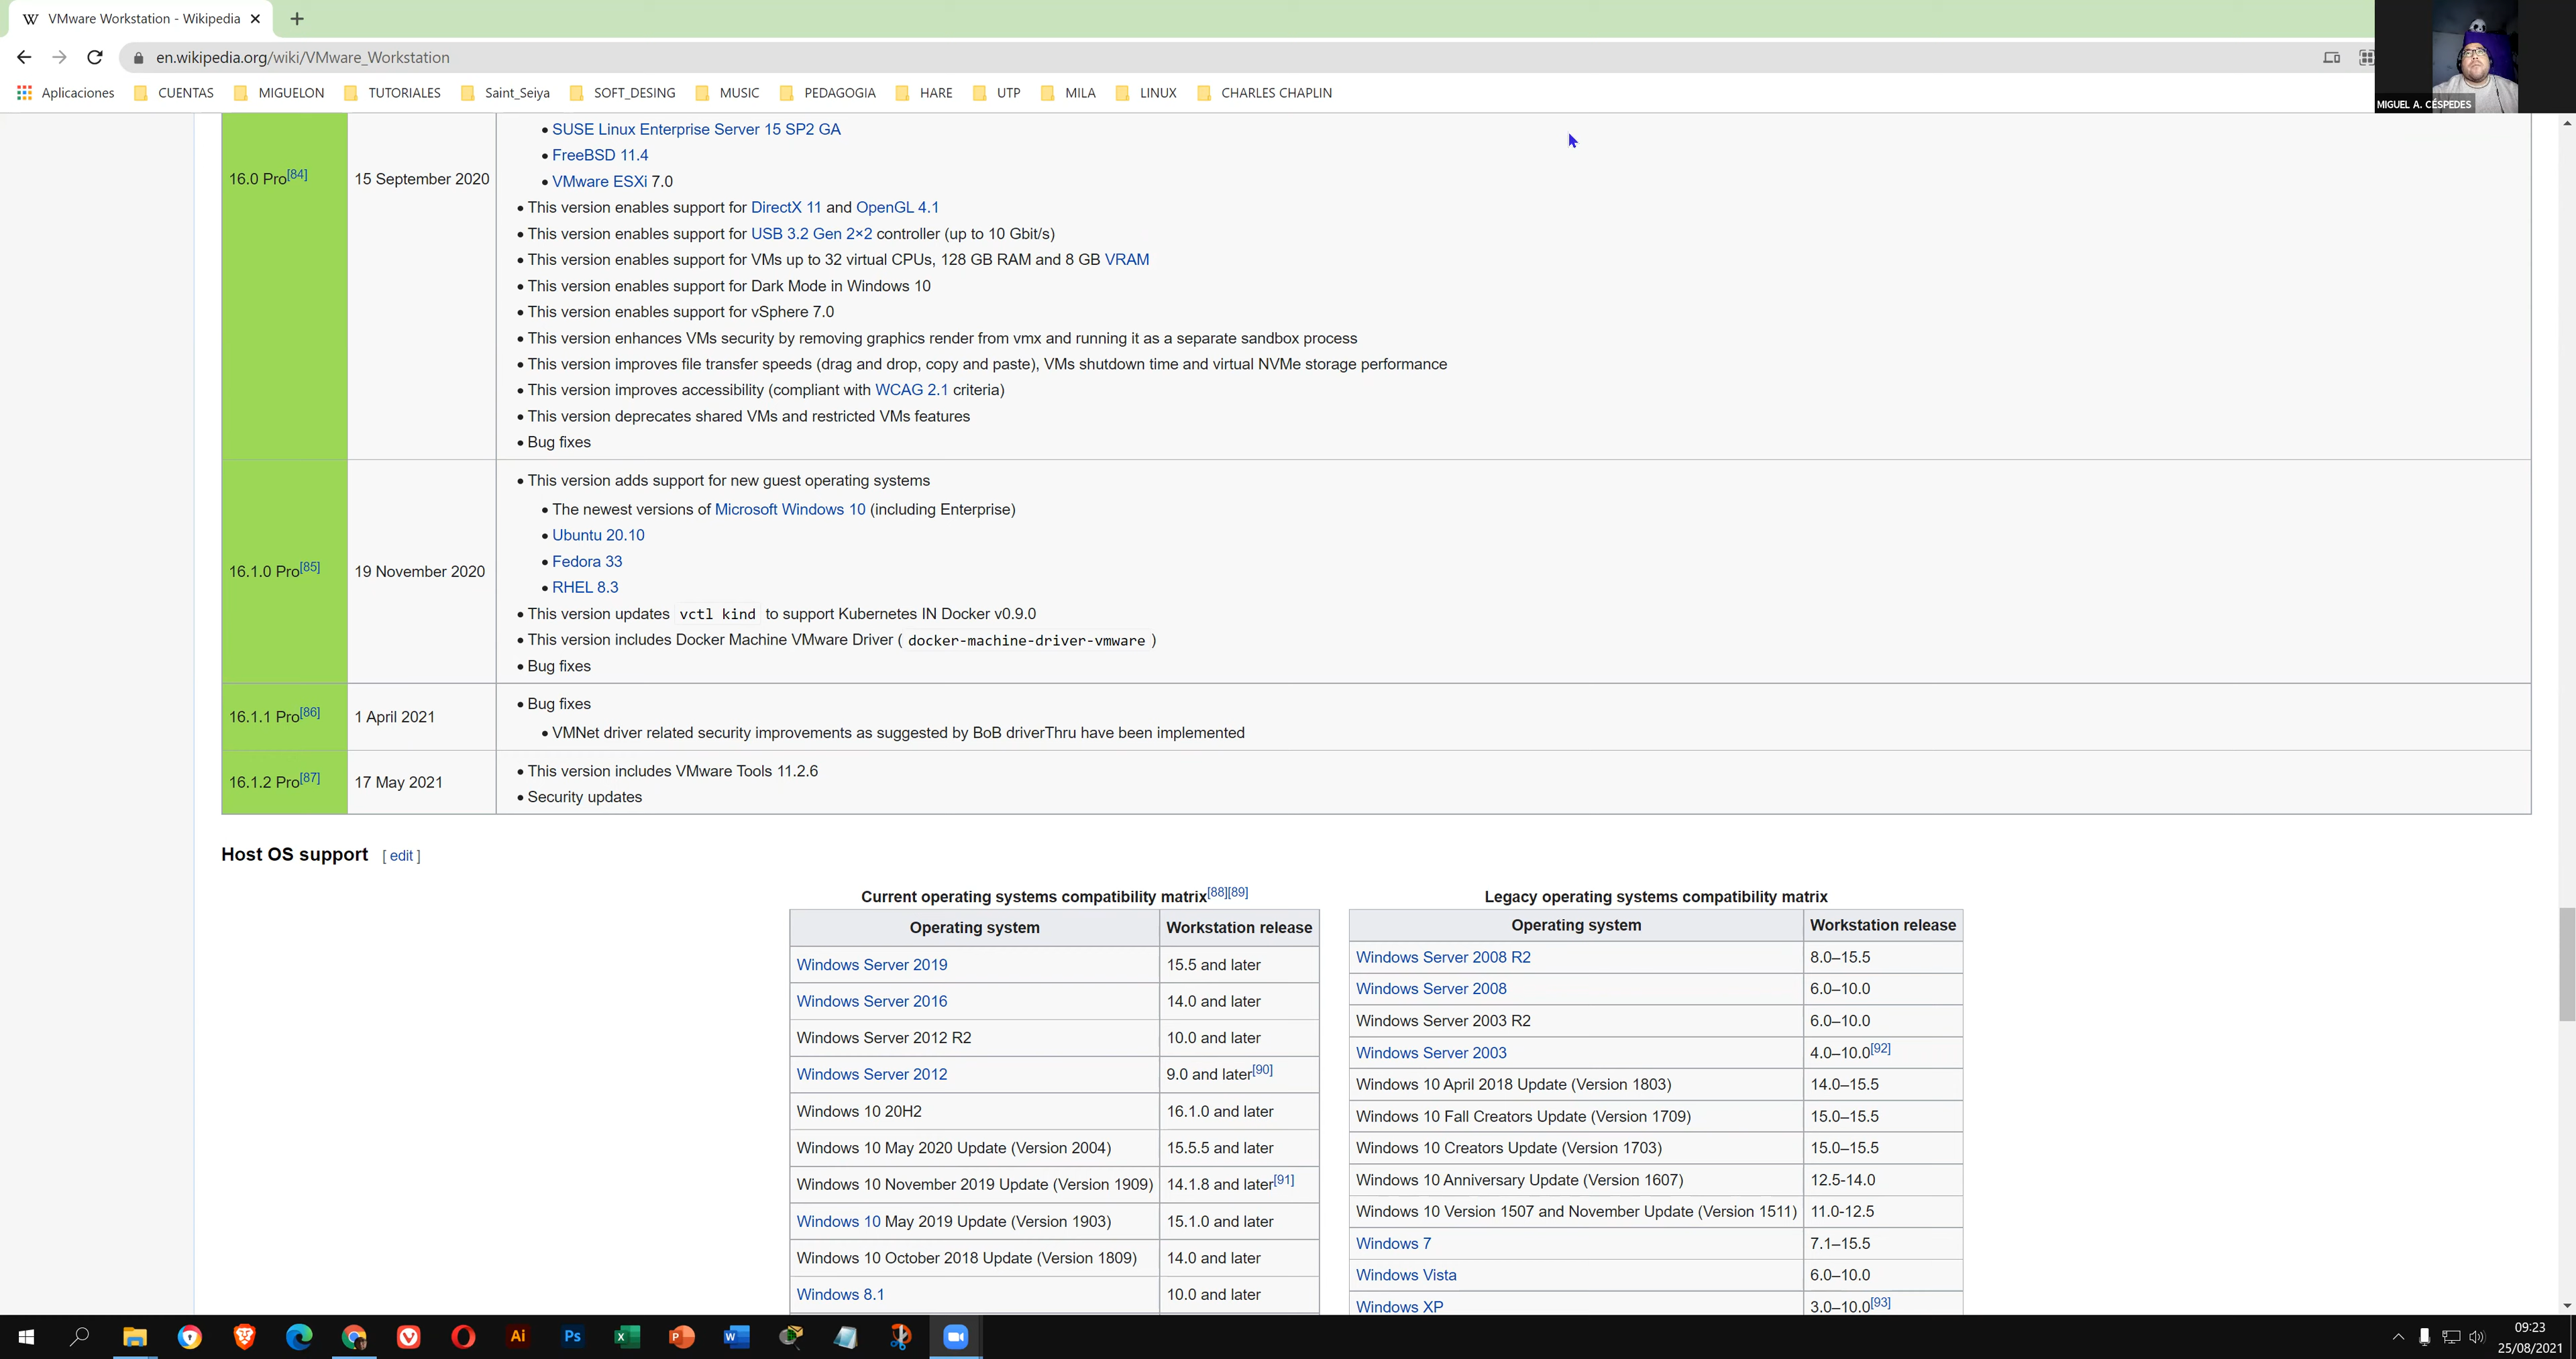 VMware Workstation - Wikipedia
en.wikipedia.org/wiki/VMware_Workstation
Aplicaciones CUENTAS MIGUELON TUTORIALES Saint_Seiya SOFT_DESING MUSIC PEDAGOGIA HARE UTP MILA LINUX CHARLES CHAPLIN
MIGUEL A. CÉSPEDES
• SUSE Linux Enterprise Server 15 SP2 GA
• FreeBSD 11.4
16.0 Pro[84] 15 September 2020
• VMware ESXi 7.0
• This version enables support for DirectX 11 and OpenGL 4.1
• This version enables support for USB 3.2 Gen 2×2 controller (up to 10 Gbit/s)
• This version enables support for VMs up to 32 virtual CPUs, 128 GB RAM and 8 GB VRAM
• This version enables support for Dark Mode in Windows 10
• This version enables support for vSphere 7.0
• This version enhances VMs security by removing graphics render from vmx and running it as a separate sandbox process
• This version improves file transfer speeds (drag and drop, copy and paste), VMs shutdown time and virtual NVMe storage performance
• This version improves accessibility (compliant with WCAG 2.1 criteria)
• This version deprecates shared VMs and restricted VMs features
• Bug fixes
16.1.0 Pro[85] 19 November 2020
• This version adds support for new guest operating systems
• The newest versions of Microsoft Windows 10 (including Enterprise)
• Ubuntu 20.10
• Fedora 33
• RHEL 8.3
• This version updates vctl kind to support Kubernetes IN Docker v0.9.0
• This version includes Docker Machine VMware Driver ( docker-machine-driver-vmware )
• Bug fixes
16.1.1 Pro[86] 1 April 2021
• Bug fixes
• VMNet driver related security improvements as suggested by BoB driverThru have been implemented
16.1.2 Pro[87] 17 May 2021
• This version includes VMware Tools 11.2.6
• Security updates
Host OS support [ edit ]
Current operating systems compatibility matrix[88][89]
Operating system Workstation release
Windows Server 2019 15.5 and later
Windows Server 2016 14.0 and later
Windows Server 2012 R2 10.0 and later
Windows Server 2012 9.0 and later[90]
Windows 10 20H2 16.1.0 and later
Windows 10 May 2020 Update (Version 2004) 15.5.5 and later
Windows 10 November 2019 Update (Version 1909) 14.1.8 and later[91]
Windows 10 May 2019 Update (Version 1903) 15.1.0 and later
Windows 10 October 2018 Update (Version 1809) 14.0 and later
Windows 8.1 10.0 and later
Legacy operating systems compatibility matrix
Operating system Workstation release
Windows Server 2008 R2 8.0–15.5
Windows Server 2008 6.0–10.0
Windows Server 2003 R2 6.0–10.0
Windows Server 2003 4.0–10.0[92]
Windows 10 April 2018 Update (Version 1803) 14.0–15.5
Windows 10 Fall Creators Update (Version 1709) 15.0–15.5
Windows 10 Creators Update (Version 1703) 15.0–15.5
Windows 10 Anniversary Update (Version 1607) 12.5-14.0
Windows 10 Version 1507 and November Update (Version 1511) 11.0-12.5
Windows 7 7.1–15.5
Windows Vista 6.0–10.0
Windows XP 3.0–10.0[93]
09:23
25/08/2021